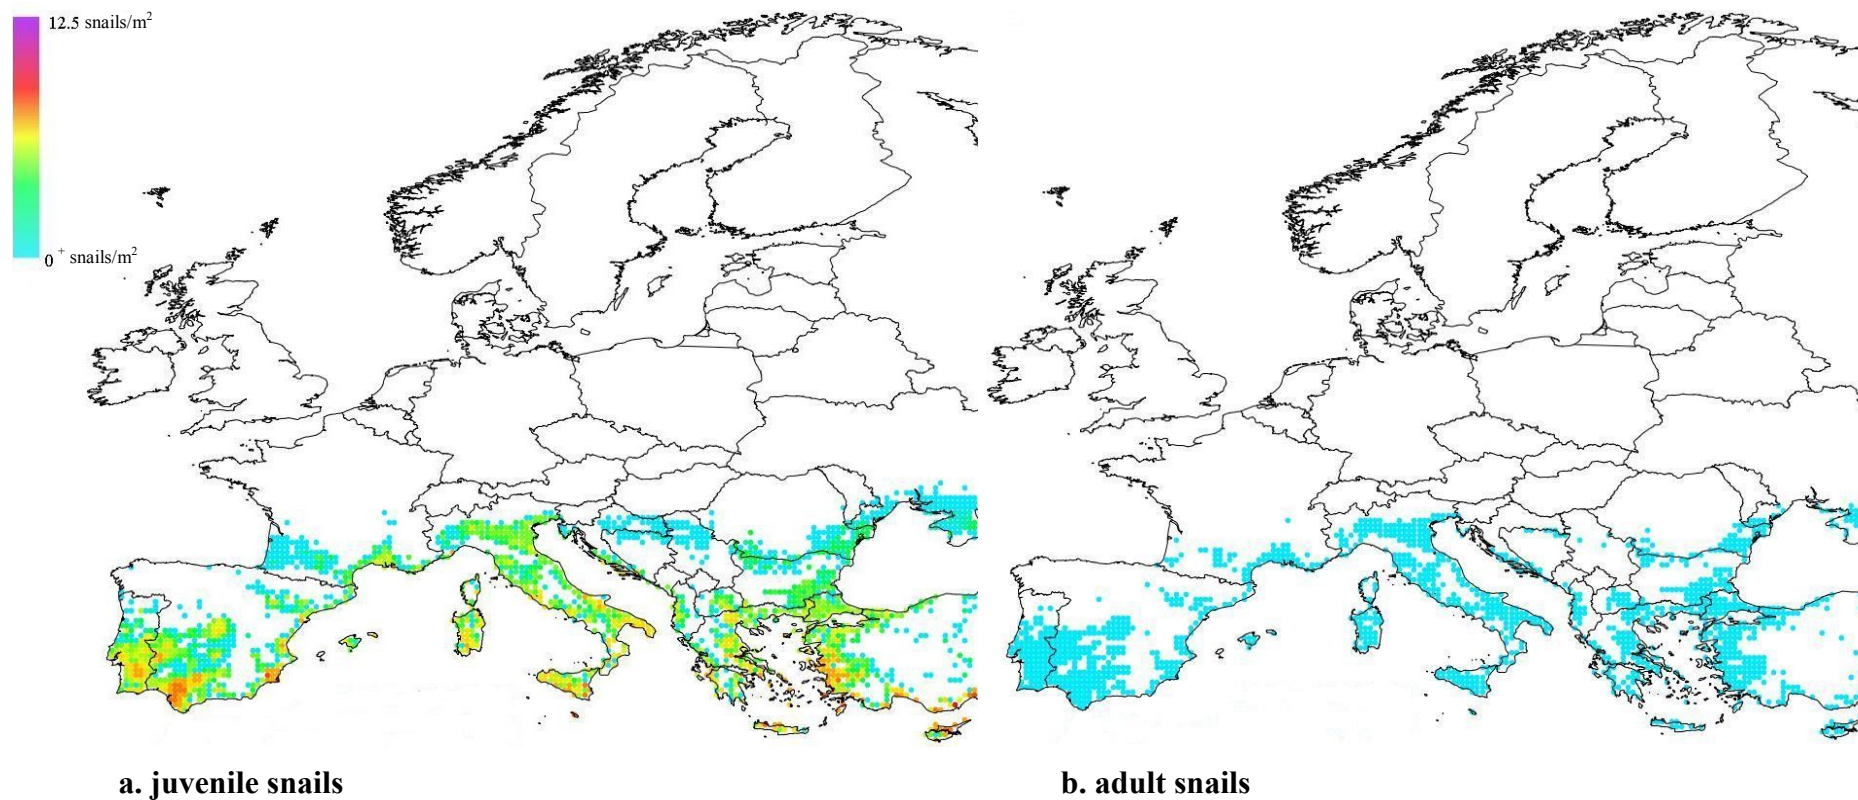 12.5 snails/m²
0⁺ snails/m²
a. juvenile snails
b. adult snails